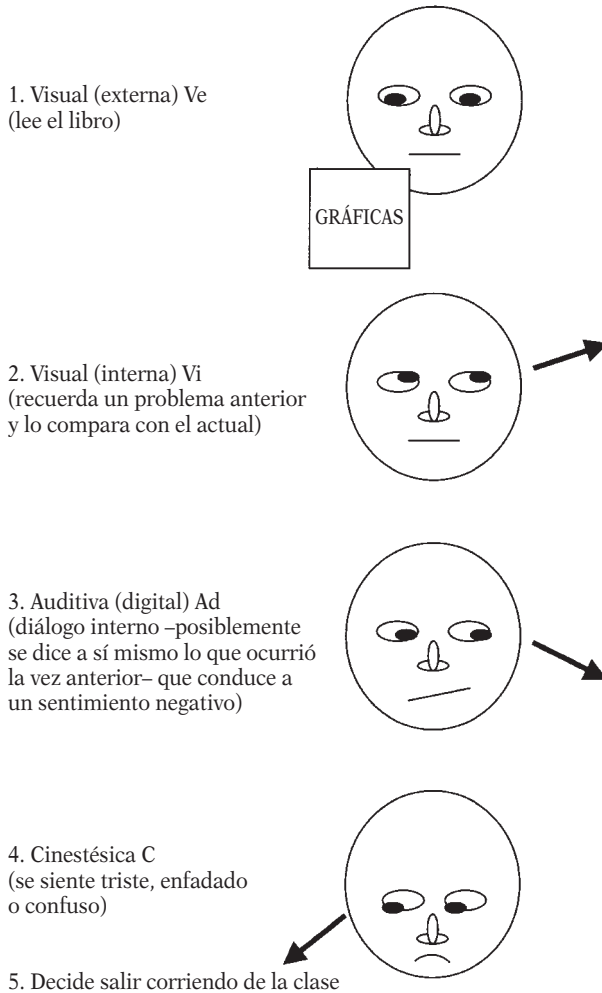 1. Visual (externa) Ve
(lee el libro)
GRÁFICAS
2. Visual (interna) Vi
(recuerda un problema anterior
y lo compara con el actual)
3. Auditiva (digital) Ad
(diálogo interno –posiblemente
se dice a sí mismo lo que ocurrió
la vez anterior– que conduce a
un sentimiento negativo)
4. Cinestésica C
(se siente triste, enfadado
o confuso)
5. Decide salir corriendo de la clase